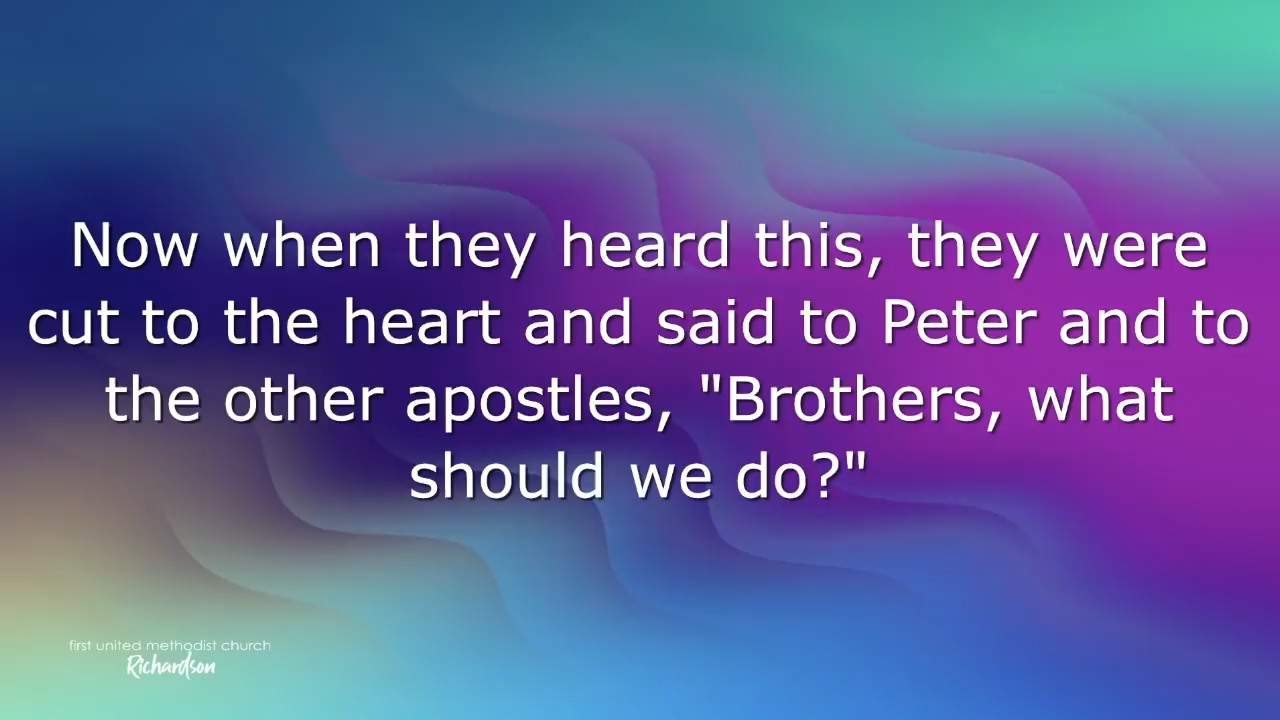 Now when they heard this, they were
cut to the heart and said to Peter and to
the other apostles, "Brothers, what
should we do?"
first united methodist church
Richardson